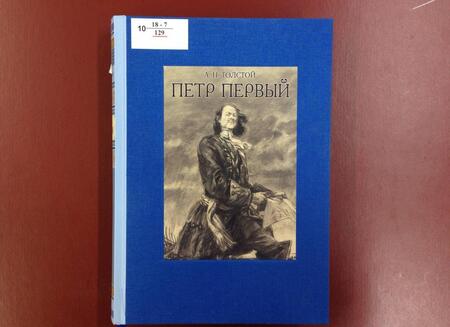 10 18 - 7
129
А. Н. ТОЛСТОЙ
ПЕТР ПЕРВЫЙ